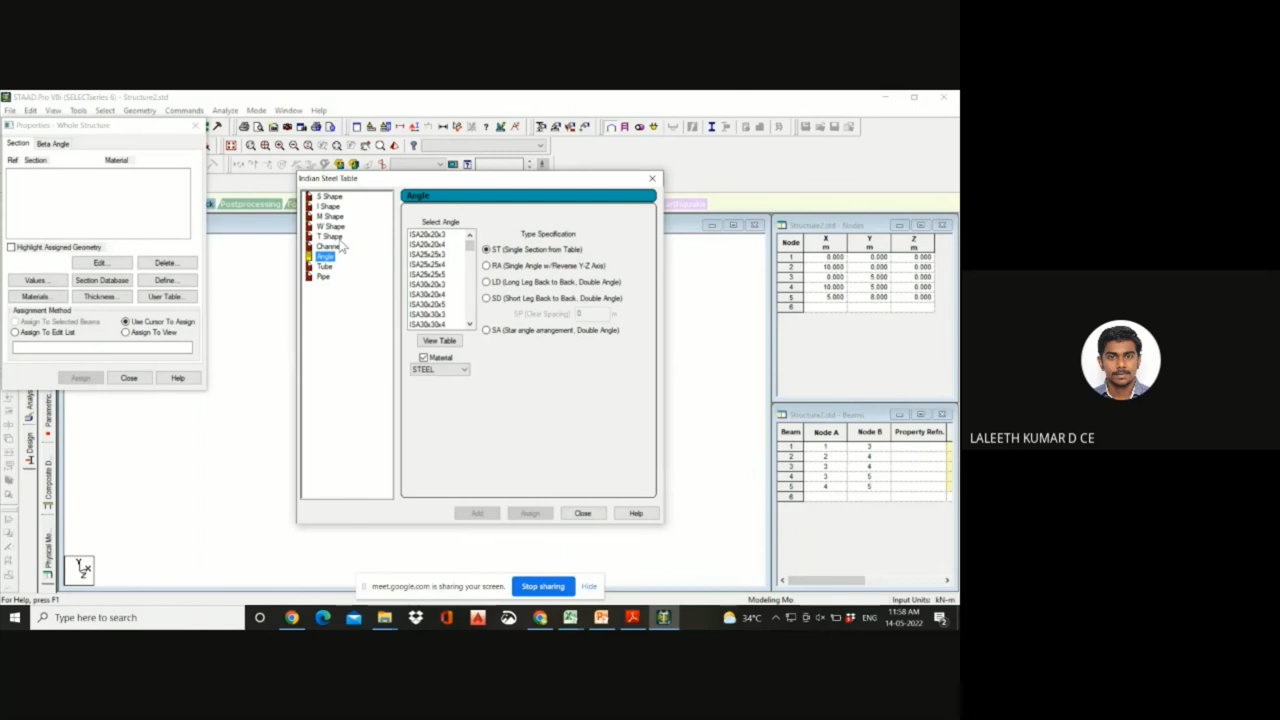 STAAD.Pro V8i (SELECTseries 6) - Structure2.std
File Edit View Tools Select Geometry Commands Analyze Mode Window Help
Properties - Whole Structure
Section Beta Angle
Ref Section Material
Highlight Assigned Geometry
Edit... Delete...
Values... Section Database Define...
Materials... Thickness... User Table...
Assignment Method
Assign To Selected Beams Use Cursor To Assign
Assign To Edit List Assign To View
Assign Close Help
Postprocessing
Indian Steel Table
S Shape
I Shape
M Shape
W Shape
T Shape
Channel
Angle
Tube
Pipe
Angle
Select Angle
ISA20x20x3
ISA20x20x4
ISA25x25x3
ISA25x25x4
ISA25x25x5
ISA30x20x3
ISA30x20x4
ISA30x20x5
ISA30x30x3
ISA30x30x4
View Table
Material
STEEL
Type Specification
ST (Single Section from Table)
RA (Single Angle w/Reverse Y-Z Axis)
LD (Long Leg Back to Back, Double Angle)
SD (Short Leg Back to Back, Double Angle)
SP (Clear Spacing) 0 m
SA (Star angle arrangement, Double Angle)
Add Assign Close Help
Structure2.std - Nodes
Node X m Y m Z m
1 0.000 0.000 0.000
2 10.000 0.000 0.000
3 0.000 5.000 0.000
4 10.000 5.000 0.000
5 5.000 8.000 0.000
6
Structure2.std - Beams
Beam Node A Node B Property Refn.
1 1 3
2 2 4
3 3 4
4 3 5
5 4 5
6
Design
Physical Mo...
Composite D...
Parametric.
Y
X
Z
meet.google.com is sharing your screen. Stop sharing Hide
For Help, press F1
Modeling Mo
Input Units: kN-m
Type here to search
34°C
ENG
11:58 AM
14-05-2022
2
LALEETH KUMAR D CE